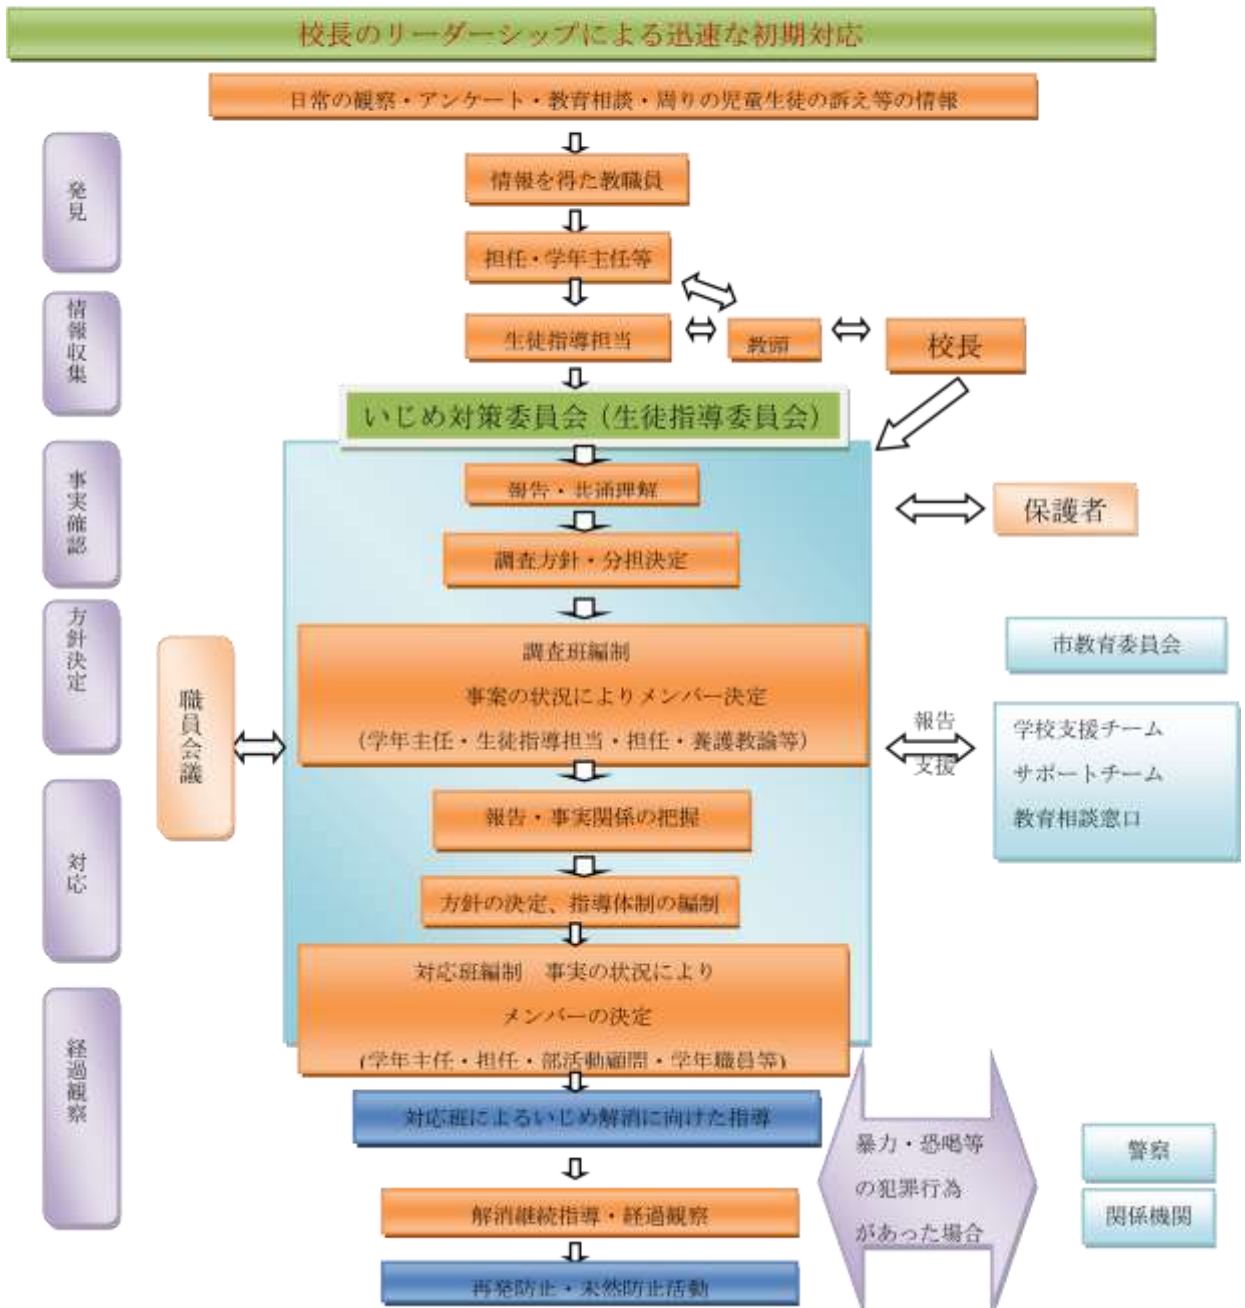 校長のリーダーシップによる迅速な初期対応
日常の観察・アンケート・教育相談・周りの児童生徒の訴え等の情報
発見
情報を得た教職員
担任・学年主任等
情報収集
生徒指導担当
教頭
校長
いじめ対策委員会（生徒指導委員会）
事実確認
報告・共通理解
保護者
調査方針・分担決定
方針決定
職員会議
調査班編制
事案の状況によりメンバー決定
（学年主任・生徒指導担当・担任・養護教諭等）
市教育委員会
報告
支援
学校支援チーム
サポートチーム
教育相談窓口
対応
報告・事実関係の把握
方針の決定、指導体制の編制
経過観察
対応班編制　事実の状況により
メンバーの決定
（学年主任・担任・部活動顧問・学年職員等）
対応班によるいじめ解消に向けた指導
暴力・恐喝等
の犯罪行為
があった場合
警察
関係機関
解消継続指導・経過観察
再発防止・未然防止活動